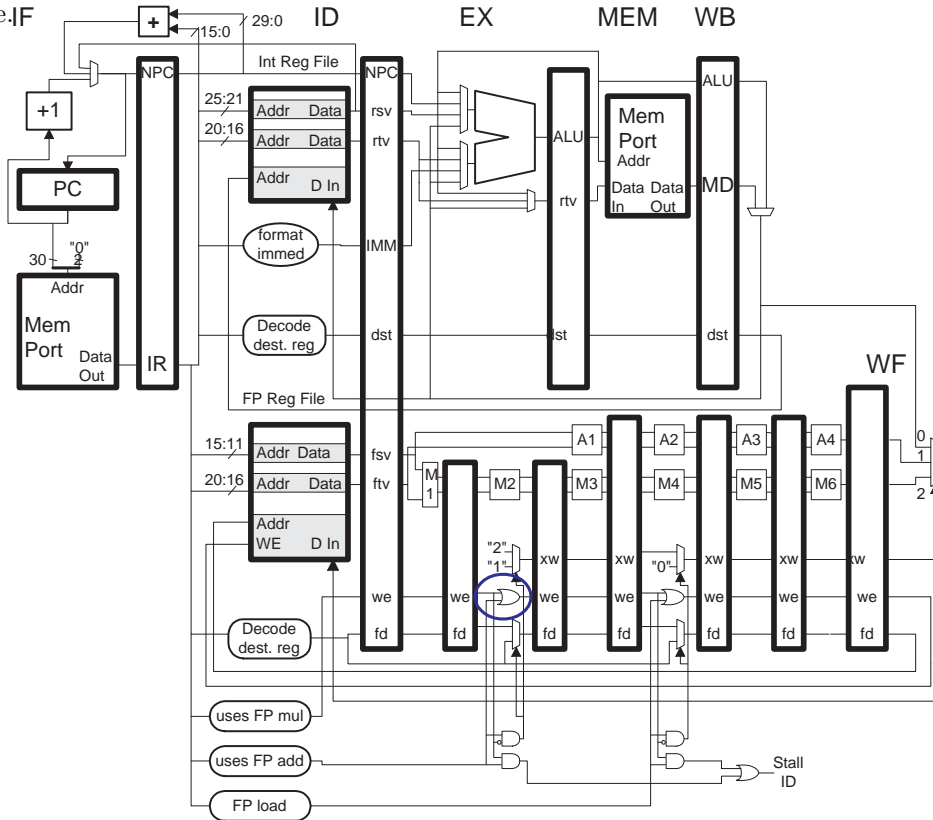 e.IF
ID
EX
MEM
WB
+
29:0
15:0
Int Reg File
NPC
NPC
ALU
+1
25:21
Addr Data
rsv
20:16
Addr Data
rtv
ALU
Mem
Port
Addr
Addr
D In
rtv
Data
In
Data
Out
MD
PC
format
immed
IMM
"0"
30
2
Addr
Mem
Port
Data
Out
IR
Decode
dest. reg
dst
dst
dst
WF
FP Reg File
15:11
Addr Data
fsv
A1
A2
A3
A4
0
1
20:16
Addr Data
ftv
M
1
M2
M3
M4
M5
M6
2
Addr
WE
D In
"2"
"1"
xw
xw
"0"
xw
xw
xw
we
we
we
we
we
we
we
Decode
dest. reg
fd
fd
fd
fd
fd
fd
fd
uses FP mul
uses FP add
Stall
ID
FP load